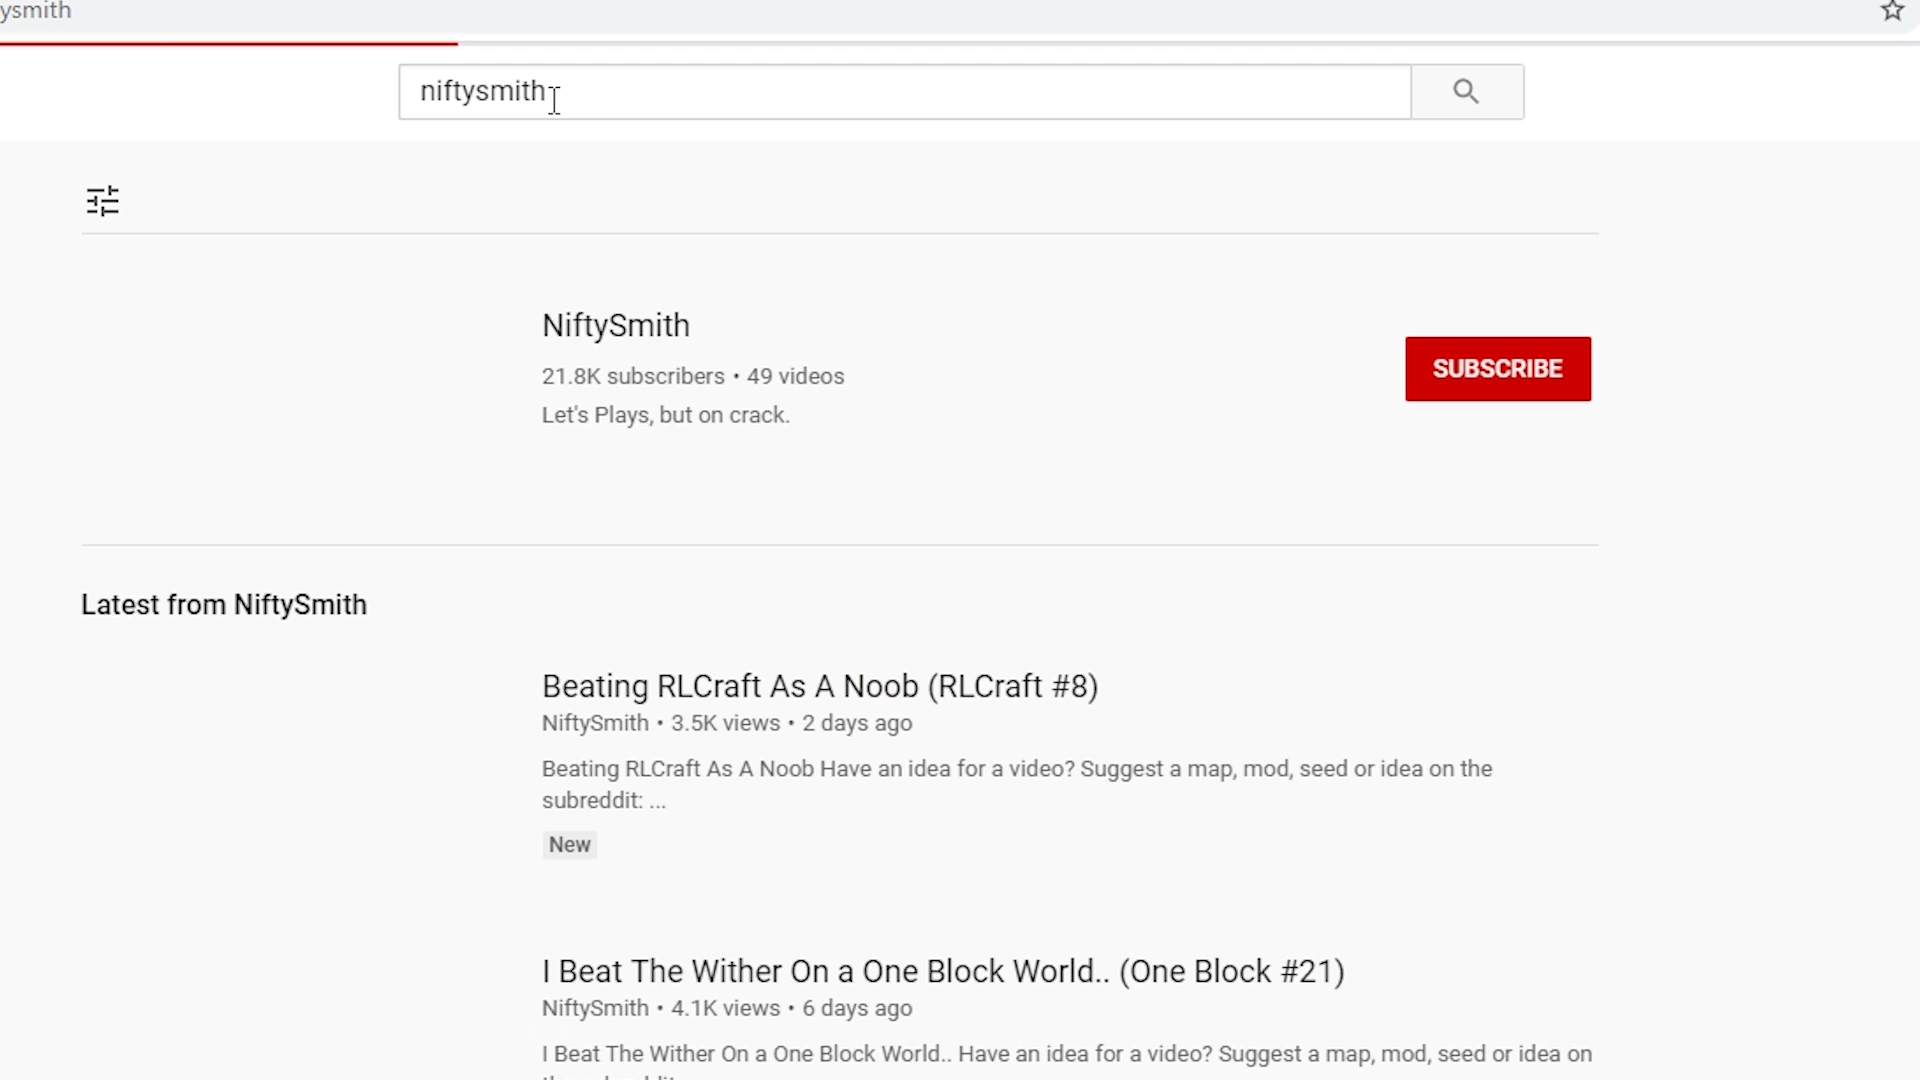 ysmith
niftysmith
NiftySmith
21.8K subscribers • 49 videos
Let's Plays, but on crack.
SUBSCRIBE
Latest from NiftySmith
Beating RLCraft As A Noob (RLCraft #8)
NiftySmith • 3.5K views • 2 days ago
Beating RLCraft As A Noob Have an idea for a video? Suggest a map, mod, seed or idea on the
subreddit: ...
New
I Beat The Wither On a One Block World.. (One Block #21)
NiftySmith • 4.1K views • 6 days ago
I Beat The Wither On a One Block World.. Have an idea for a video? Suggest a map, mod, seed or idea on